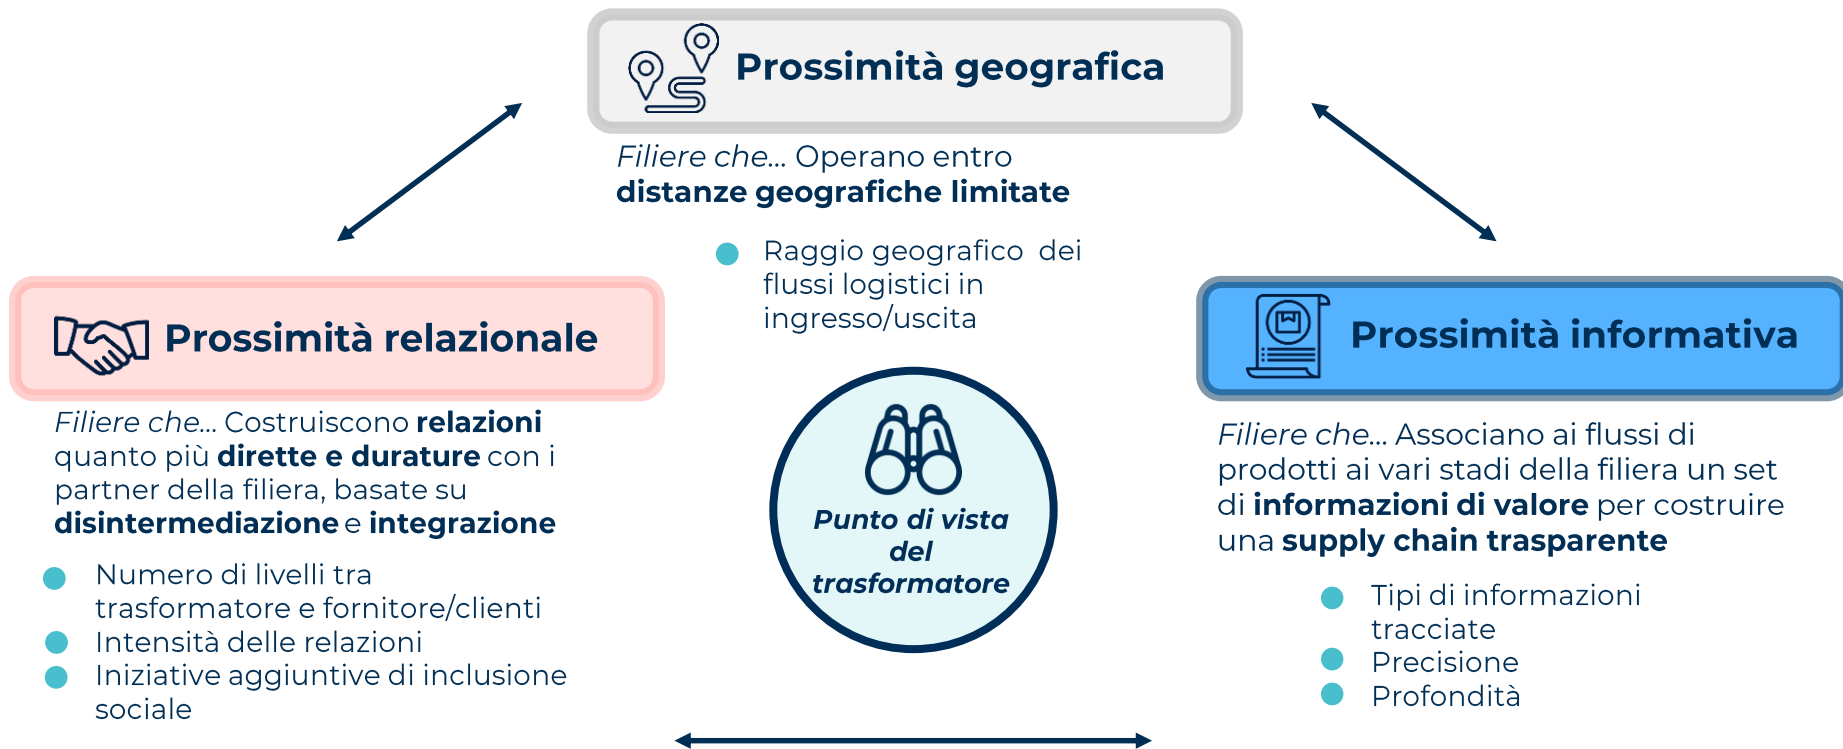 Prossimità geografica
Filiere che... Operano entro
distanze geografiche limitate
Raggio geografico dei
flussi logistici in
ingresso/uscita
Prossimità relazionale
Filiere che... Costruiscono relazioni
quanto più dirette e durature con i
partner della filiera, basate su
disintermediazione e integrazione
Numero di livelli tra
trasformatore e fornitore/clienti
Intensità delle relazioni
Iniziative aggiuntive di inclusione
sociale
Punto di vista
del
trasformatore
Prossimità informativa
Filiere che... Associano ai flussi di
prodotti ai vari stadi della filiera un set
di informazioni di valore per costruire
una supply chain trasparente
Tipi di informazioni
tracciate
Precisione
Profondità